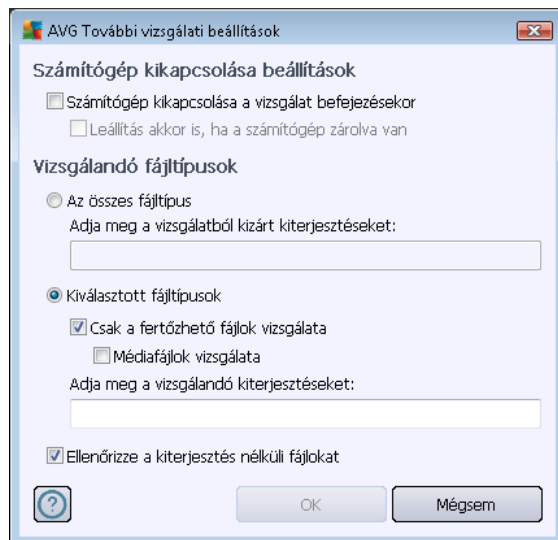 AVG További vizsgálati beállítások
Számítógép kikapcsolása beállítások
Számítógép kikapcsolása a vizsgálat befejezésekor
Leállítás akkor is, ha a számítógép zárolva van
Vizsgálandó fájltípusok
Az összes fájltípus
Adja meg a vizsgálatból kizárt kiterjesztéseket:
Kiválasztott fájltípusok
Csak a fertőzhető fájlok vizsgálata
Médiafájlok vizsgálata
Adja meg a vizsgálandó kiterjesztéseket:
Ellenőrizze a kiterjesztés nélküli fájlokat
? OK Mégsem